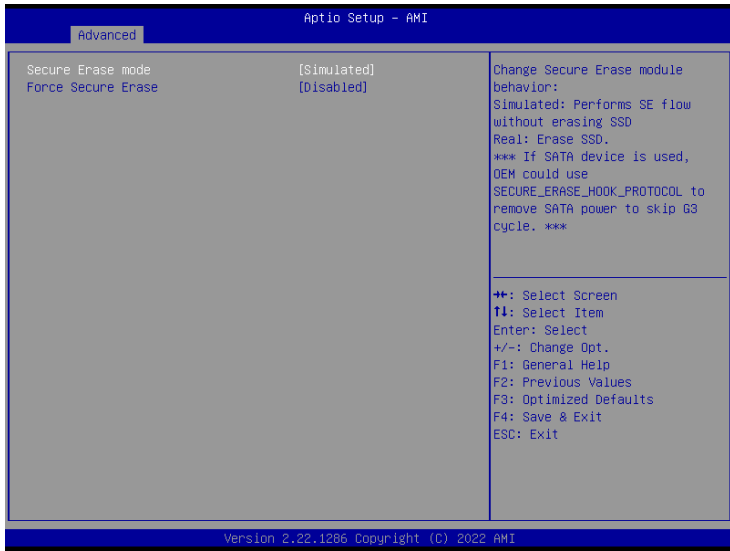 Aptio Setup – AMI
Advanced
Secure Erase mode [Simulated]
Force Secure Erase [Disabled]
Change Secure Erase module
behavior:
Simulated: Performs SE flow
without erasing SSD
Real: Erase SSD.
*** If SATA device is used,
OEM could use
SECURE_ERASE_HOOK_PROTOCOL to
remove SATA power to skip G3
cycle. ***
→←: Select Screen
↑↓: Select Item
Enter: Select
+/-: Change Opt.
F1: General Help
F2: Previous Values
F3: Optimized Defaults
F4: Save & Exit
ESC: Exit
Version 2.22.1286 Copyright (C) 2022 AMI